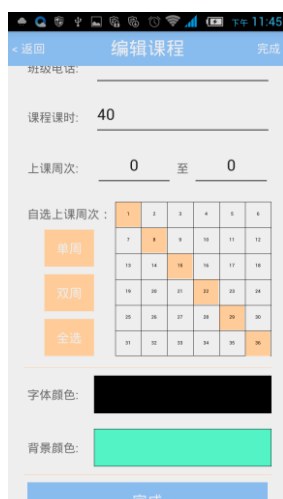 下午 11:45
< 返回 编辑课程 完成
班级电话:
课程课时: 40
上课周次: 0 至 0
自选上课周次：
单周
双周
全选
1 2 3 4 5 6
7 8 9 10 11 12
13 14 15 16 17 18
19 20 21 22 23 24
25 26 27 28 29 30
31 32 33 34 35 36
字体颜色:
背景颜色:
完成